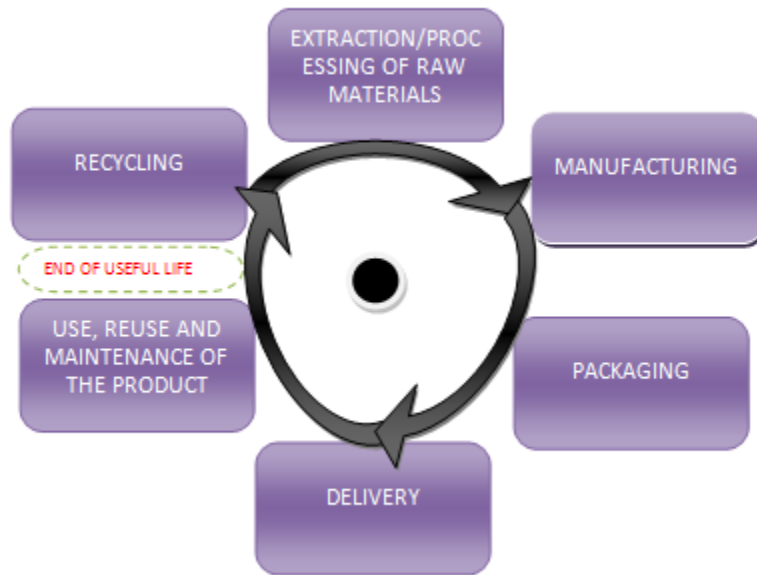 EXTRACTION/PROC
ESSING OF RAW
MATERIALS
RECYCLING
MANUFACTURING
END OF USEFUL LIFE
USE, REUSE AND
MAINTENANCE OF
THE PRODUCT
PACKAGING
DELIVERY